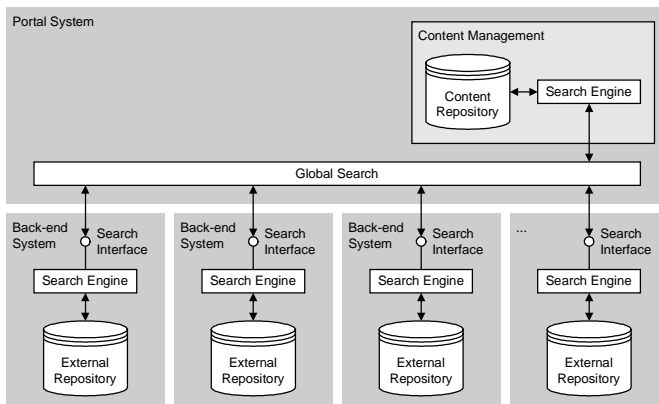 Portal System
Content Management
Content
Repository
Search Engine
Global Search
Back-end
System
Search
Interface
Search Engine
External
Repository
Back-end
System
Search
Interface
Search Engine
External
Repository
Back-end
System
Search
Interface
Search Engine
External
Repository
...
Search
Interface
Search Engine
External
Repository